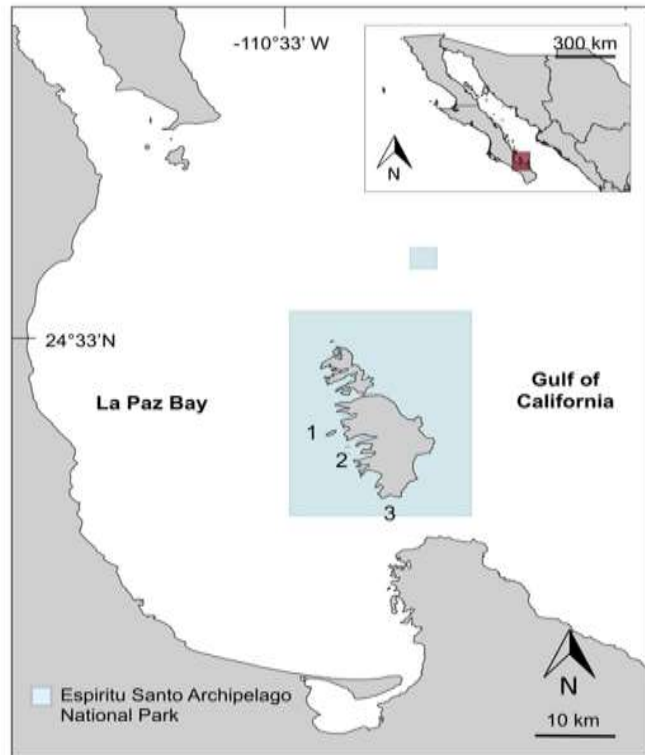 -110°33' W
300 km
N
24°33'N
La Paz Bay
Gulf of
California
1
2
3
Espiritu Santo Archipelago
National Park
N
10 km